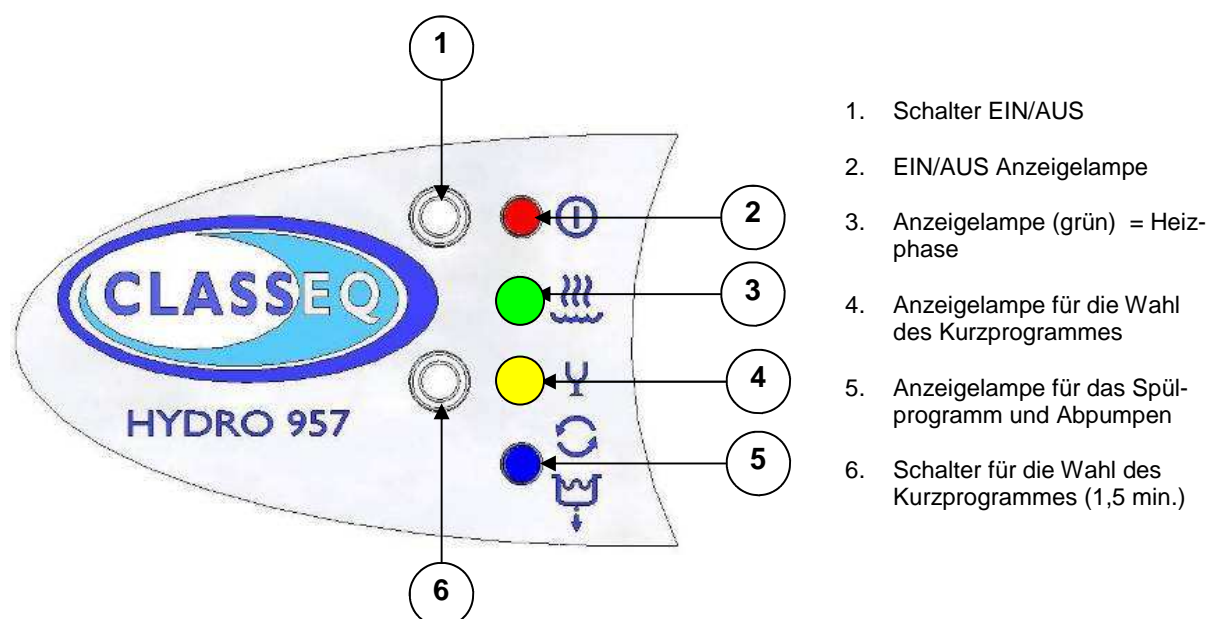 1
2
3
4
5
6
CLASSEQ
HYDRO 957
1. Schalter EIN/AUS
2. EIN/AUS Anzeigelampe
3. Anzeigelampe (grün) = Heiz-
phase
4. Anzeigelampe für die Wahl
des Kurzprogrammes
5. Anzeigelampe für das Spül-
programm und Abpumpen
6. Schalter für die Wahl des
Kurzprogrammes (1,5 min.)